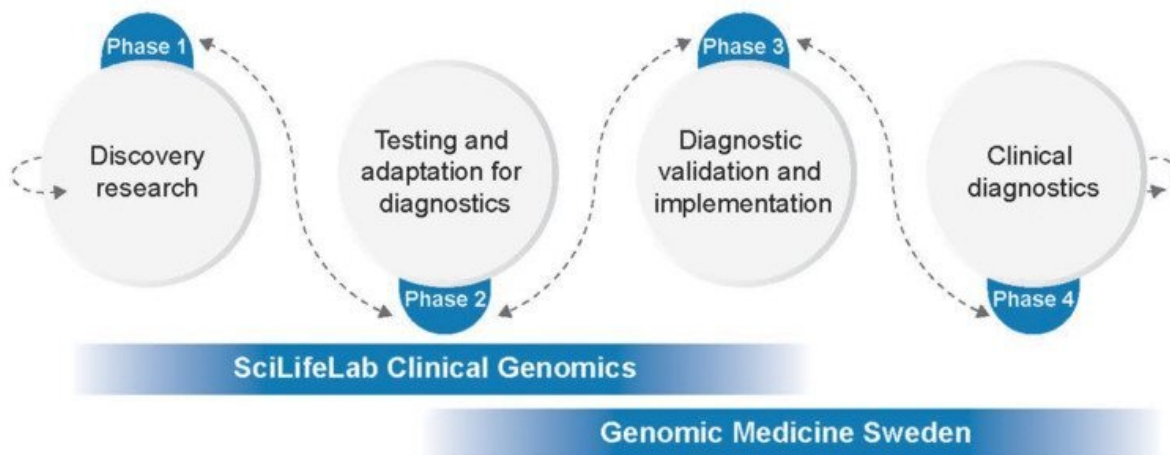 Phase 1
Discovery
research
Testing and
adaptation for
diagnostics
Phase 2
Phase 3
Diagnostic
validation and
implementation
Clinical
diagnostics
Phase 4
SciLifeLab Clinical Genomics
Genomic Medicine Sweden